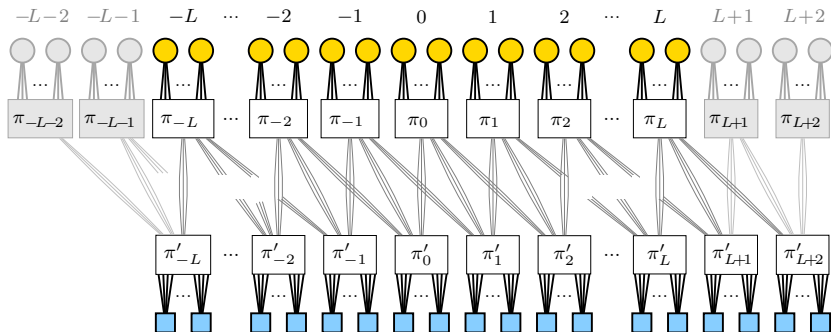 −L−2 −L−1 −L ... −2 −1 0 1 2 ... L L+1 L+2
... ... ... ... ... ... ... ... ... ... ...
π₋L₋₂ π₋L₋₁ π₋L ... π₋₂ π₋₁ π₀ π₁ π₂ ... πL πL₊₁ πL₊₂
π′₋L ... π′₋₂ π′₋₁ π′₀ π′₁ π′₂ ... π′L π′L₊₁ π′L₊₂
... ... ... ... ... ... ... ... ...